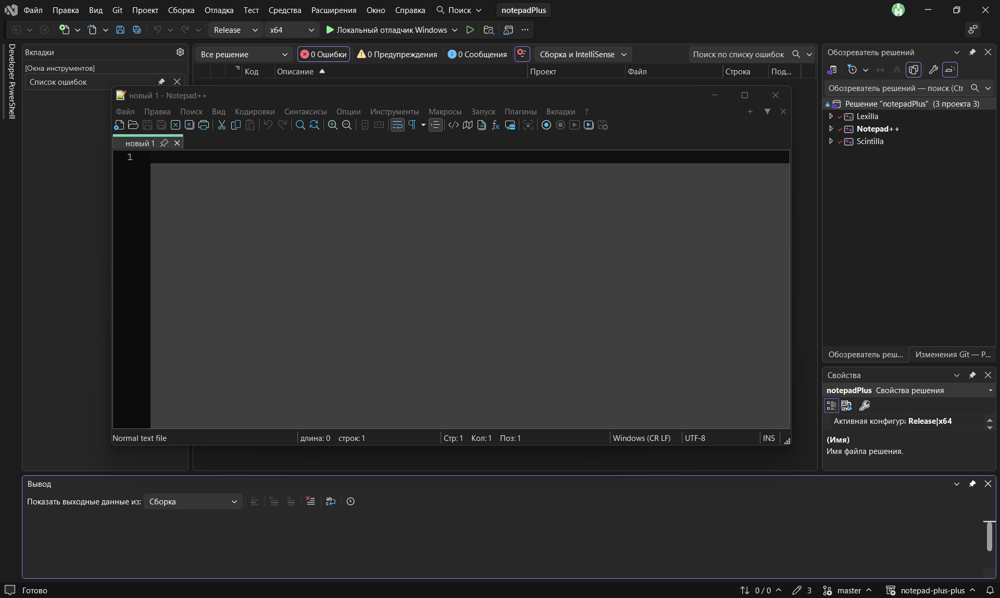 Файл Правка Вид Git Проект Сборка Отладка Тест Средства Расширения Окно Справка Поиск notepadPlus
Release x64 Локальный отладчик Windows
Developer PowerShell
Вкладки
[Окна инструментов]
Список ошибок
Все решение 0 Ошибки 0 Предупреждения 0 Сообщения Сборка и IntelliSense Поиск по списку ошибок
Код Описание Проект Файл Строка Под...
новый 1 - Notepad++
Файл Правка Поиск Вид Кодировки Синтаксисы Опции Инструменты Макросы Запуск Плагины Вкладки ?
новый 1
1
Normal text file длина: 0 строк: 1 Стр: 1 Кол: 1 Поз: 1 Windows (CR LF) UTF-8 INS
Обозреватель решений
Обозреватель решений — поиск (Ctr
Решение "notepadPlus" (3 проекта 3)
Lexilla
Notepad++
Scintilla
Обозреватель реш... Изменения Git — P...
Свойства
notepadPlus Свойства решения
Активная конфигура Release|x64
(Имя)
Имя файла решения.
Вывод
Показать выходные данные из: Сборка
Готово 0 / 0 3 master notepad-plus-plus